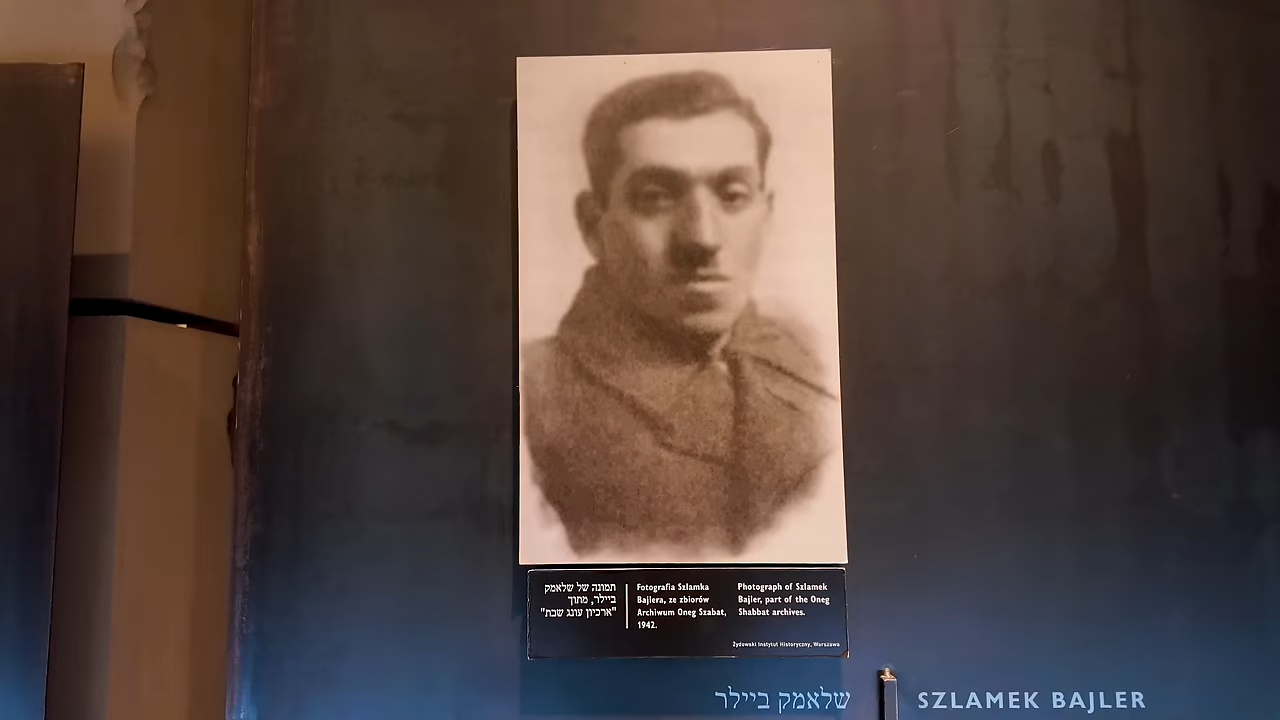 תמונה של שלאמק
ביילר, מתוך
"ארכיון עונג שבת"
Fotografia Szlamka
Bajlera, ze zbiorów
Archiwum Oneg Szabat,
1942.
Photograph of Szlamek
Bajler, part of the Oneg
Shabbat archives.
Żydowski Instytut Historyczny, Warszawa
שלאמק ביילר
SZLAMEK BAJLER